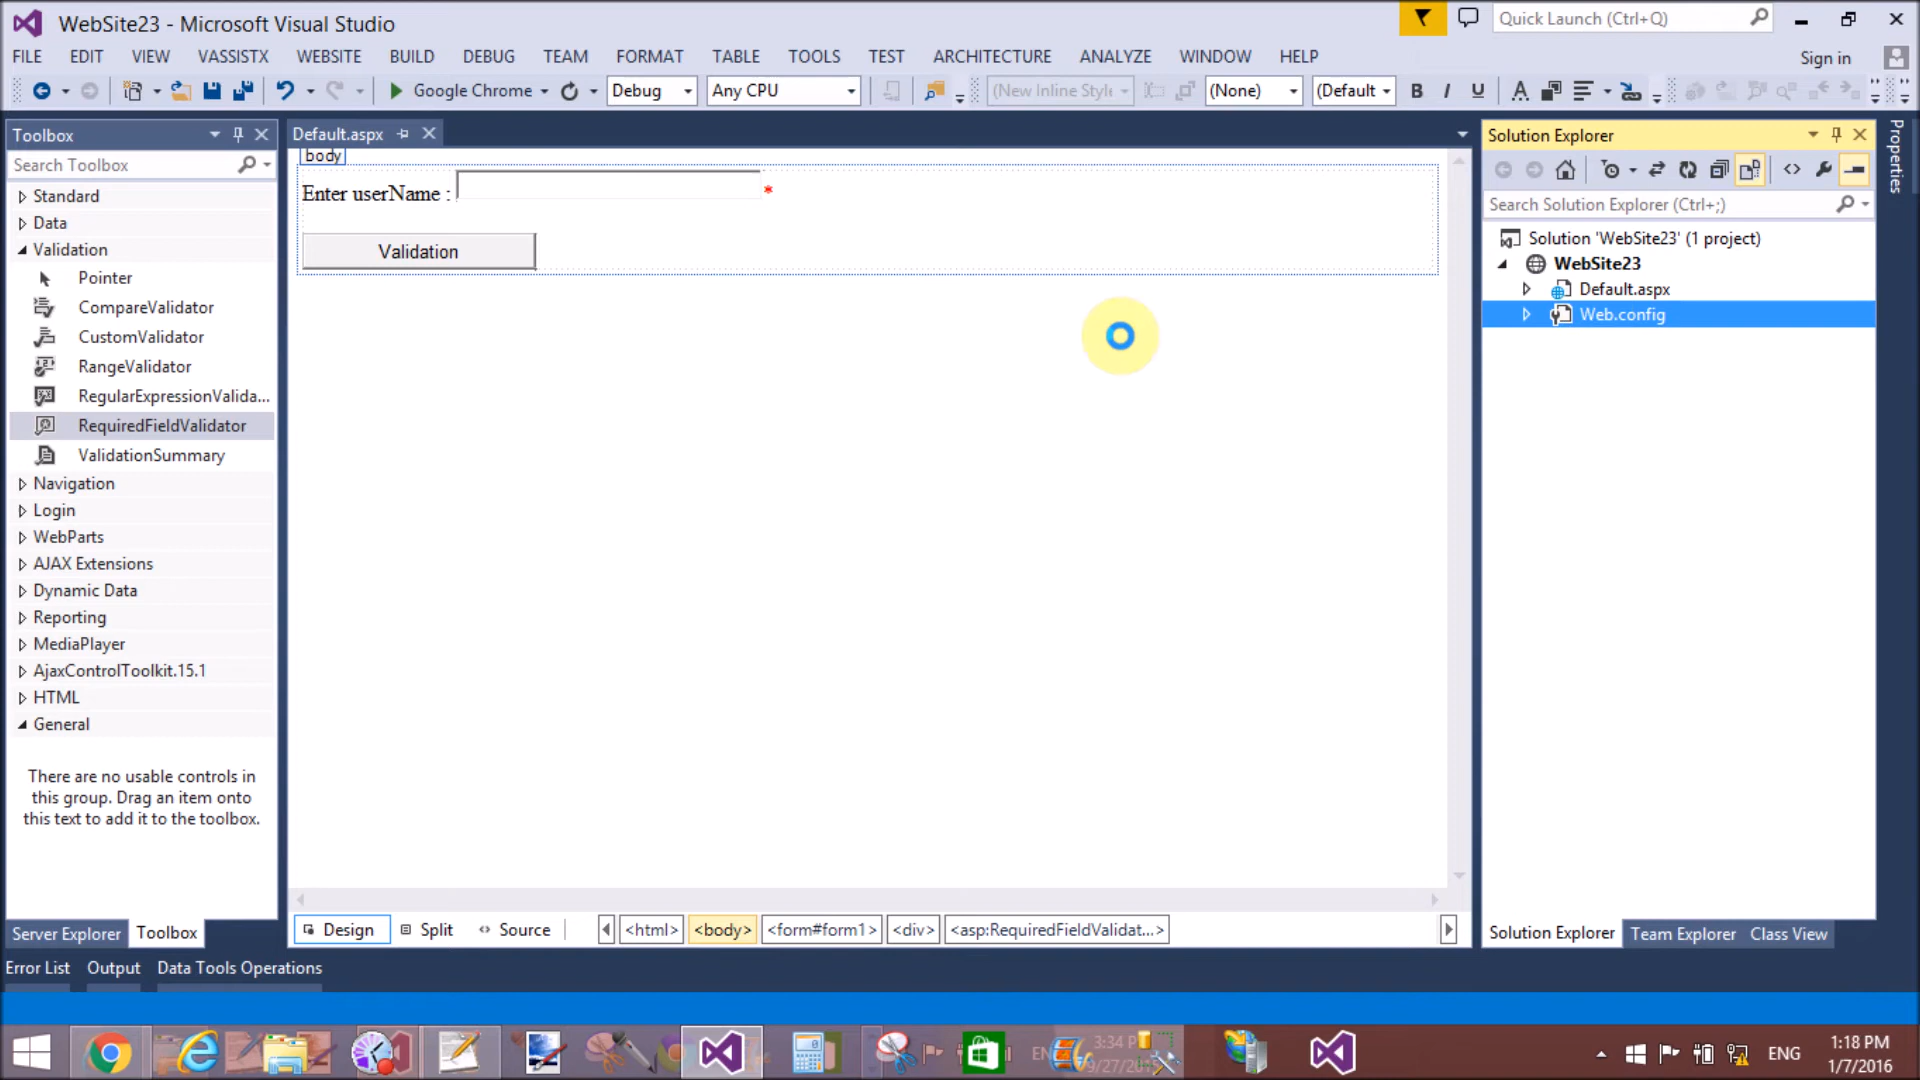 WebSite23 - Microsoft Visual Studio
Quick Launch (Ctrl+Q)
FILE EDIT VIEW VASSISTX WEBSITE BUILD DEBUG TEAM FORMAT TABLE TOOLS TEST ARCHITECTURE ANALYZE WINDOW HELP
Sign in
Google Chrome Debug Any CPU (New Inline Style (None) (Default B I U A
Toolbox
Search Toolbox
Standard
Data
Validation
Pointer
CompareValidator
CustomValidator
RangeValidator
RegularExpressionValida...
RequiredFieldValidator
ValidationSummary
Navigation
Login
WebParts
AJAX Extensions
Dynamic Data
Reporting
MediaPlayer
AjaxControlToolkit.15.1
HTML
General
There are no usable controls in
this group. Drag an item onto
this text to add it to the toolbox.
Server Explorer Toolbox
Default.aspx
body
Enter userName : *
Validation
Design Split Source <html> <body> <form#form1> <div> <asp:RequiredFieldValidat...>
Solution Explorer
Search Solution Explorer (Ctrl+;)
Solution 'WebSite23' (1 project)
WebSite23
Default.aspx
Web.config
Solution Explorer Team Explorer Class View
Properties
Error List Output Data Tools Operations
3:34 P
9/27/20
ENG
1:18 PM
1/7/2016